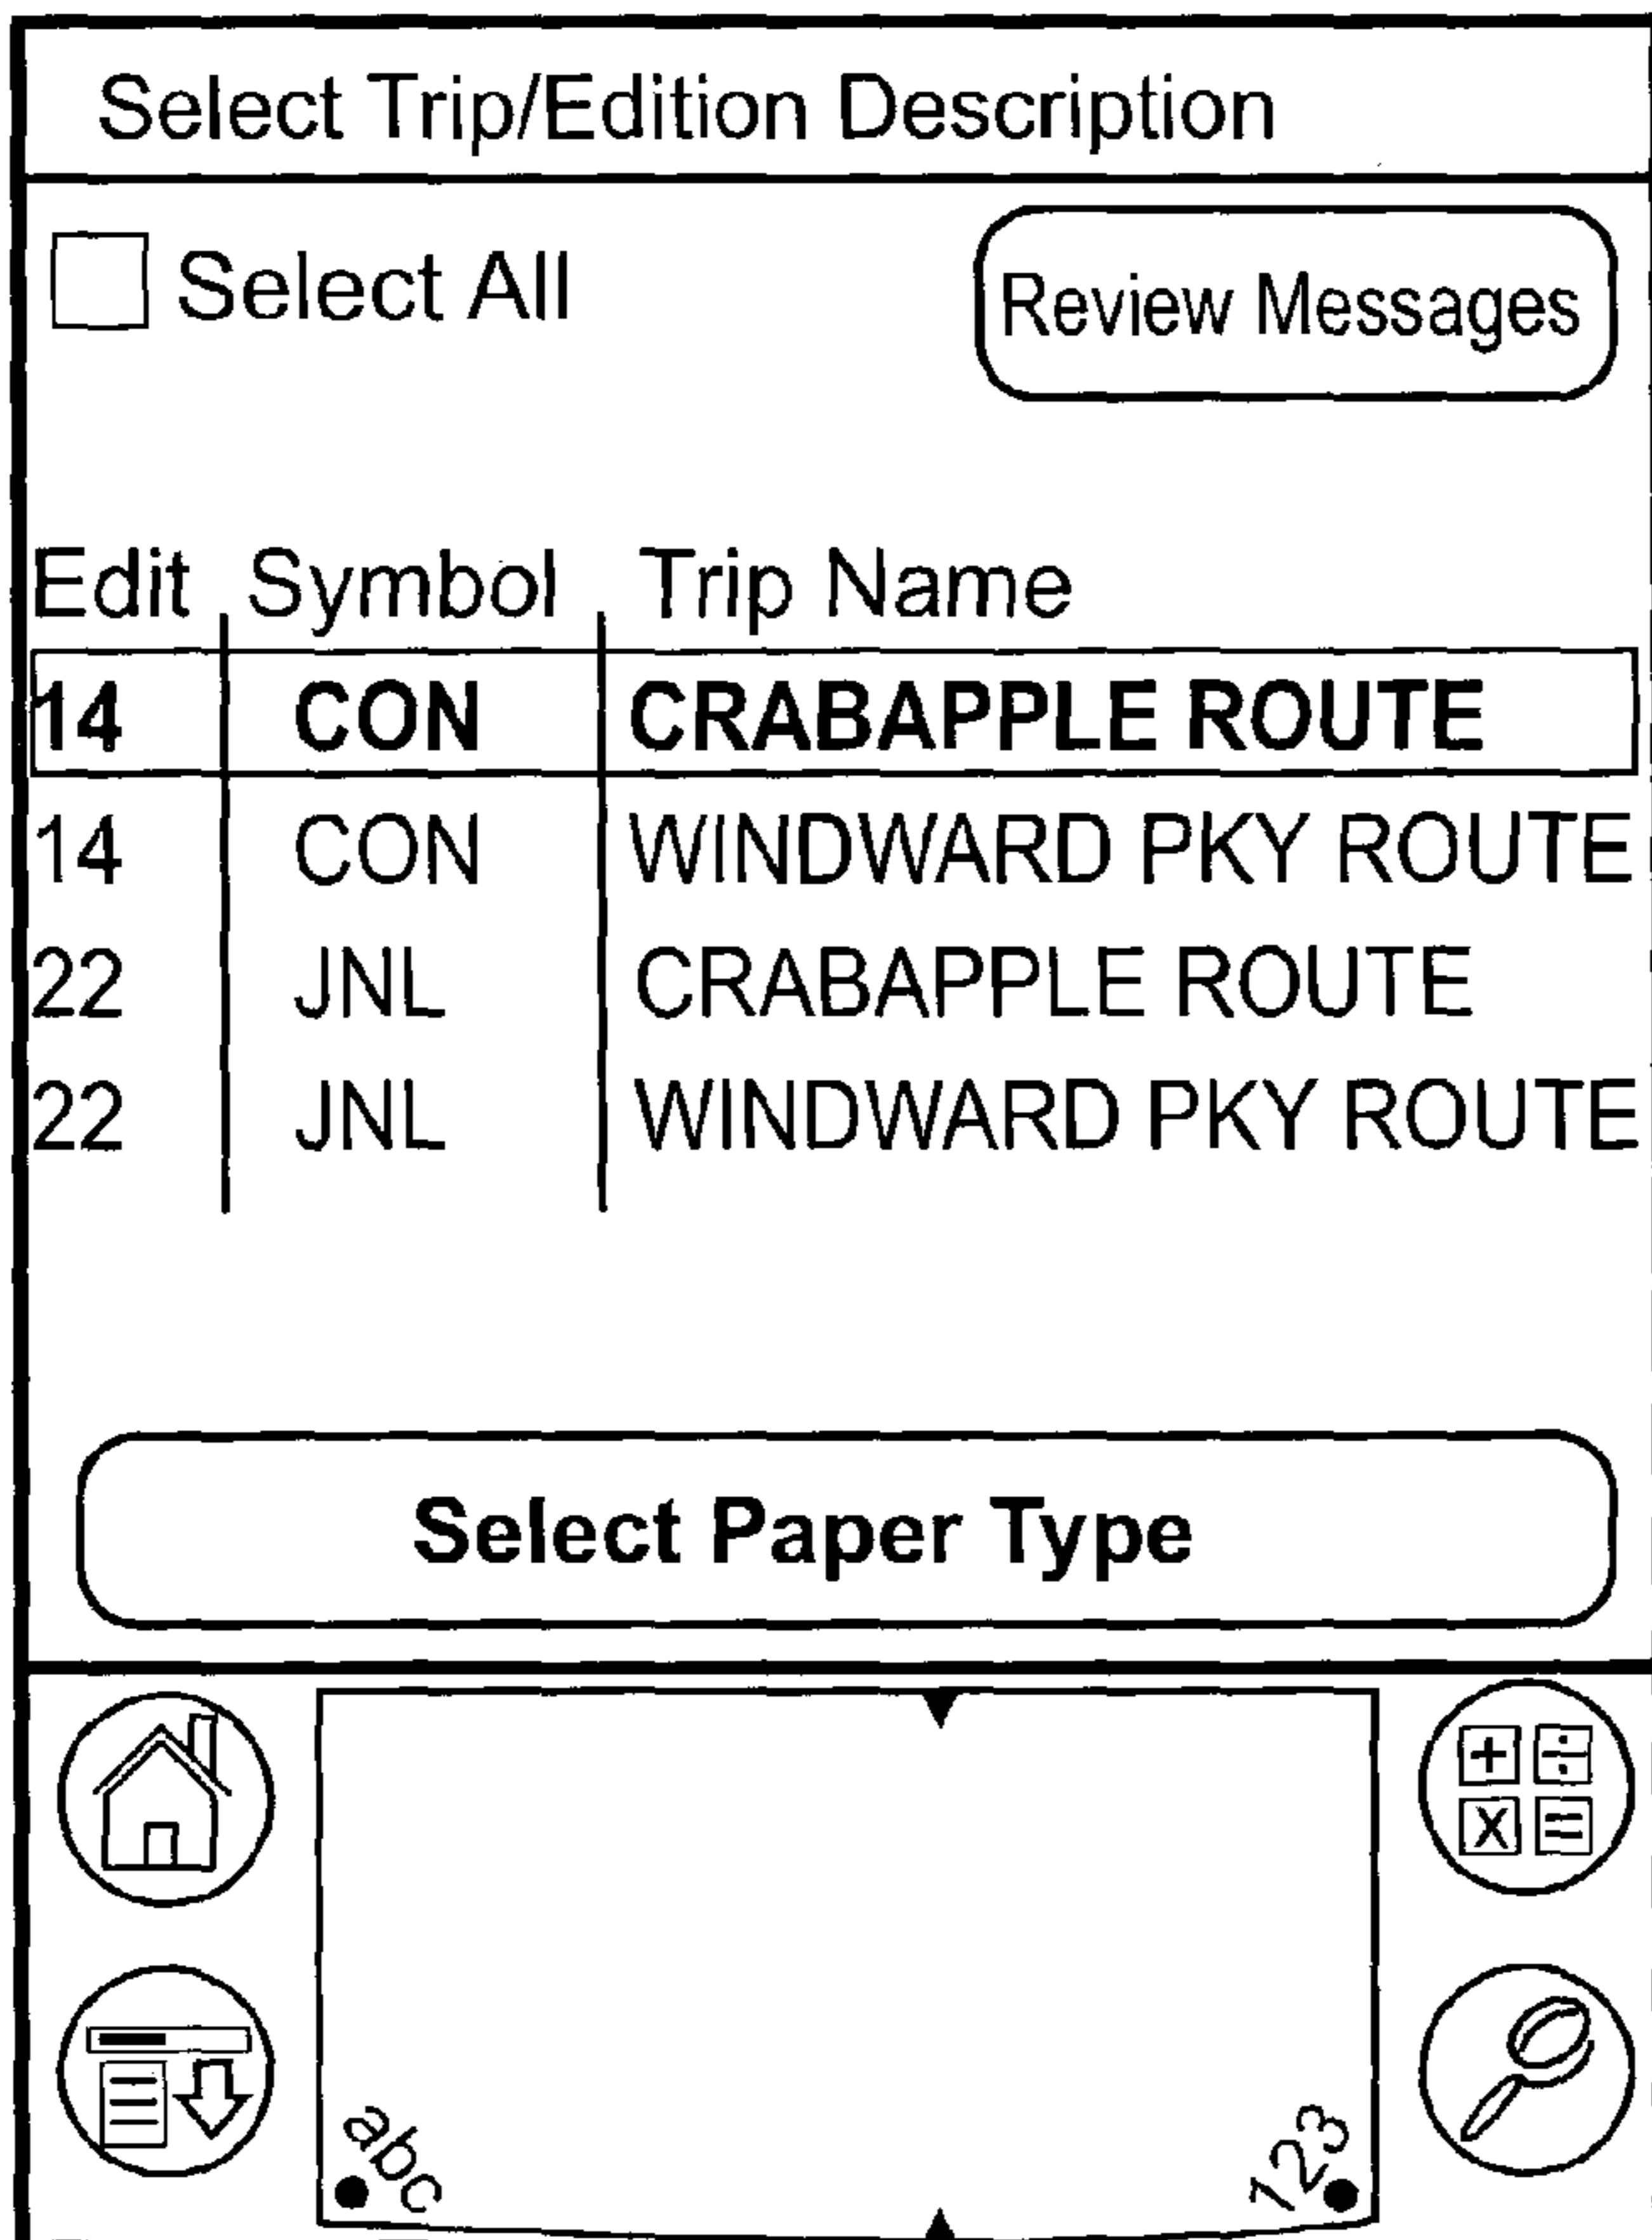 Select Trip/Edition Description
Select All
Review Messages
Edit Symbol Trip Name
14 CON CRABAPPLE ROUTE
14 CON WINDWARD PKY ROUTE
22 JNL CRABAPPLE ROUTE
22 JNL WINDWARD PKY ROUTE
Select Paper Type
+ ÷
X =
abc 123